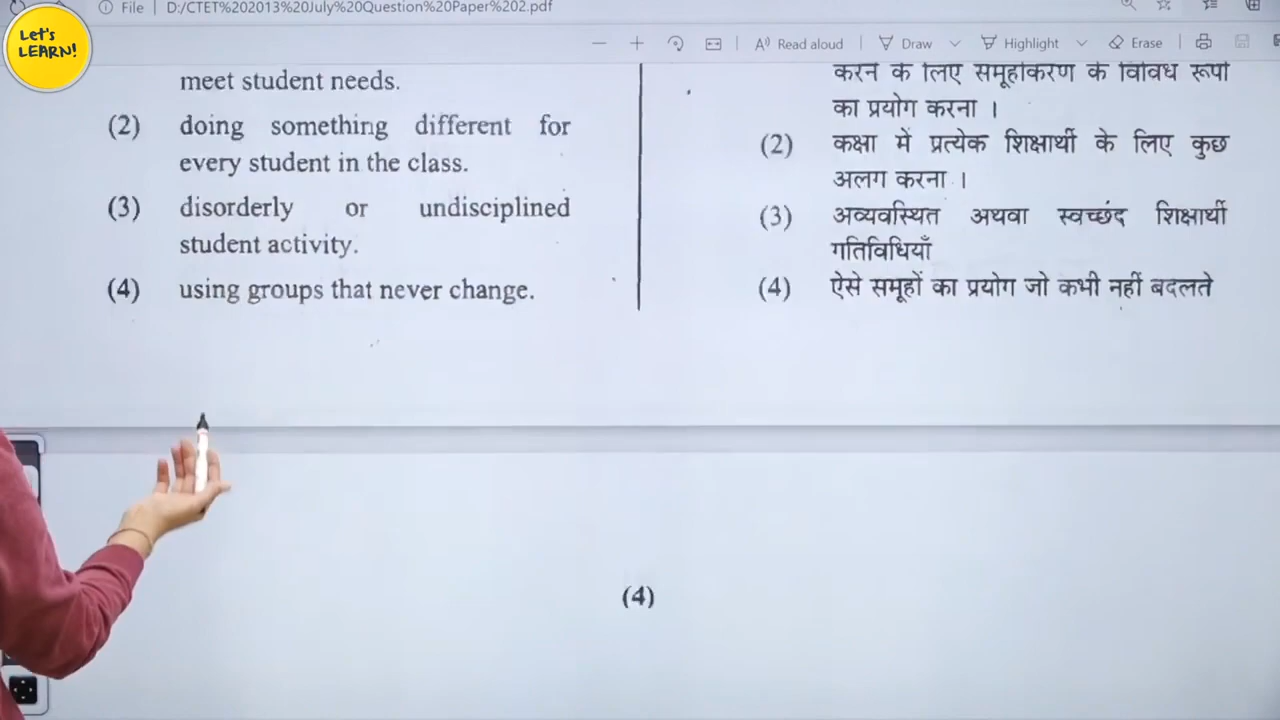 Let's
LEARN!
File | D:/CTET%202013%20July%20Question%20Paper%202.pdf
Read aloud
Draw
Highlight
Erase
meet student needs.
(2) doing something different for
every student in the class.
(3) disorderly or undisciplined
student activity.
(4) using groups that never change.
करने के लिए समूहीकरण के विविध रूपों
का प्रयोग करना ।
(2) कक्षा में प्रत्येक शिक्षार्थी के लिए कुछ
अलग करना ।
(3) अव्यवस्थित अथवा स्वच्छंद शिक्षार्थी
गतिविधियाँ
(4) ऐसे समूहों का प्रयोग जो कभी नहीं बदलते
(4)